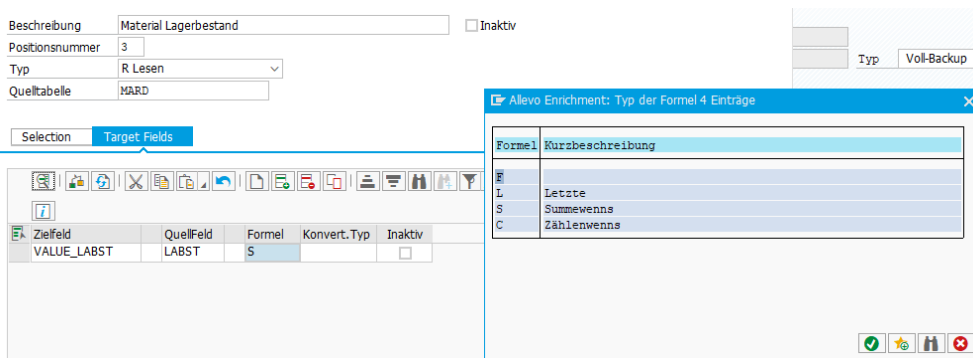 Beschreibung Material Lagerbestand Inaktiv
Positionsnummer 3
Typ R Lesen
Quelltabelle MARD
Typ Voll-Backup
Selection Target Fields
Zielfeld QuellFeld Formel Konvert.Typ Inaktiv
VALUE_LABST LABST S
Allevo Enrichment: Typ der Formel 4 Einträge
Formel Kurzbeschreibung
F
L Letzte
S Summewenns
C Zählenwenns